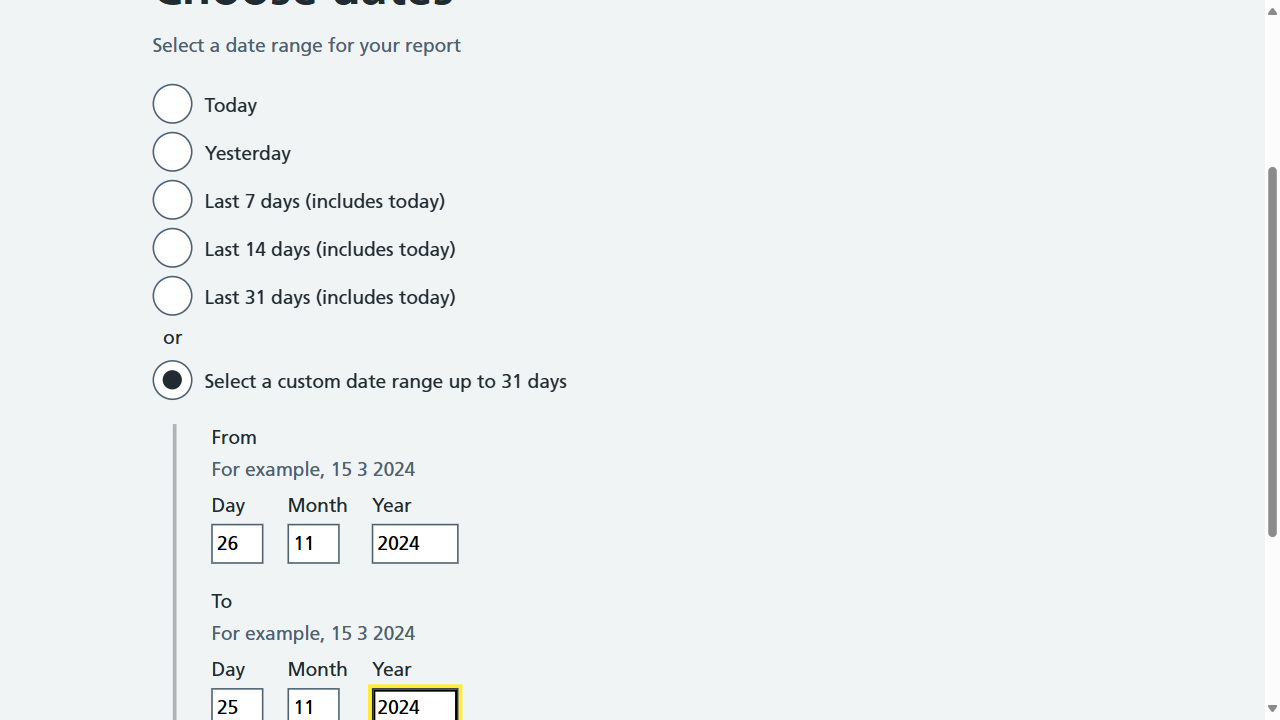 Choose dates
Select a date range for your report
Today
Yesterday
Last 7 days (includes today)
Last 14 days (includes today)
Last 31 days (includes today)
or
Select a custom date range up to 31 days
From
For example, 15 3 2024
Day Month Year
26 11 2024
To
For example, 15 3 2024
Day Month Year
25 11 2024